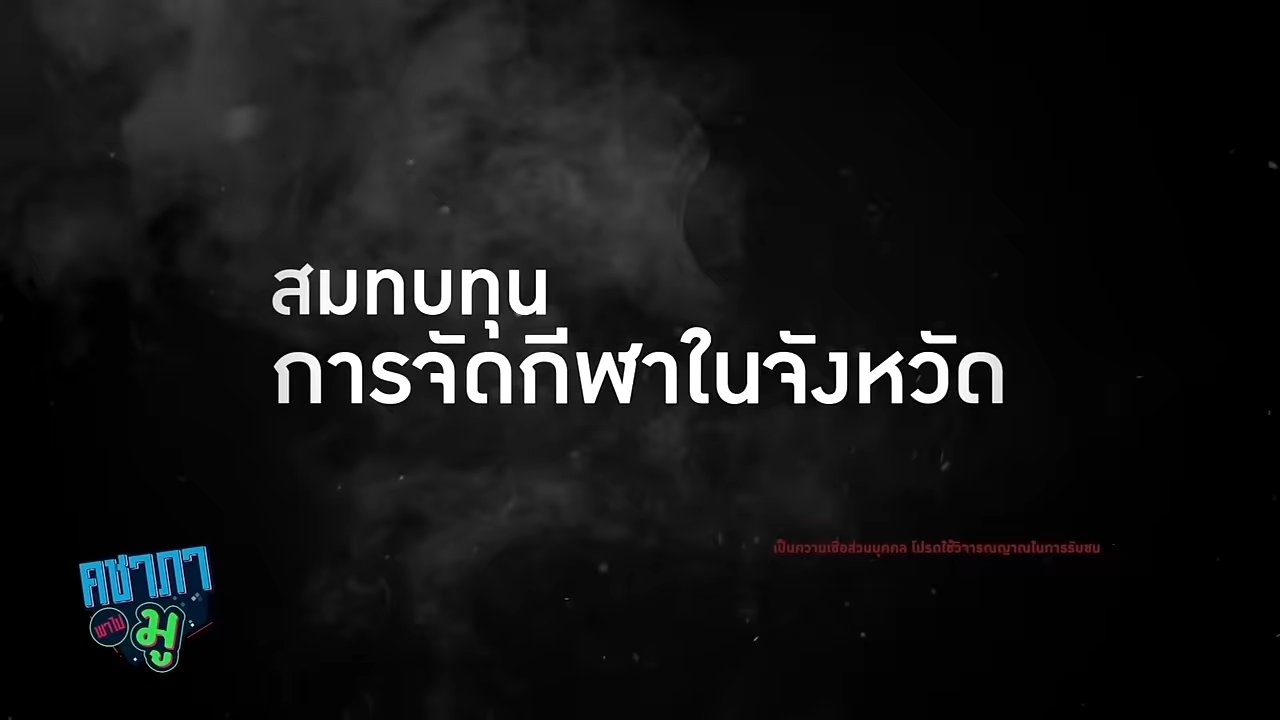 สมทบทุน
การจัดกีฬาในจังหวัด
เป็นความเชื่อส่วนบุคคล โปรดใช้วิจารณญาณในการรับชม
คชาภา
พาไป
มู